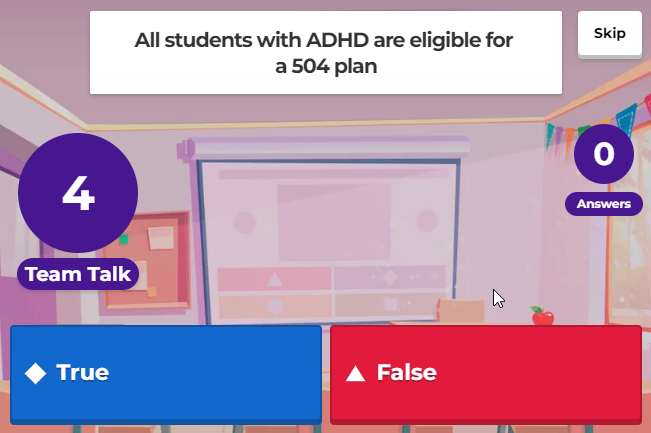 All students with ADHD are eligible for
a 504 plan
Skip
4
Team Talk
0
Answers
True
False